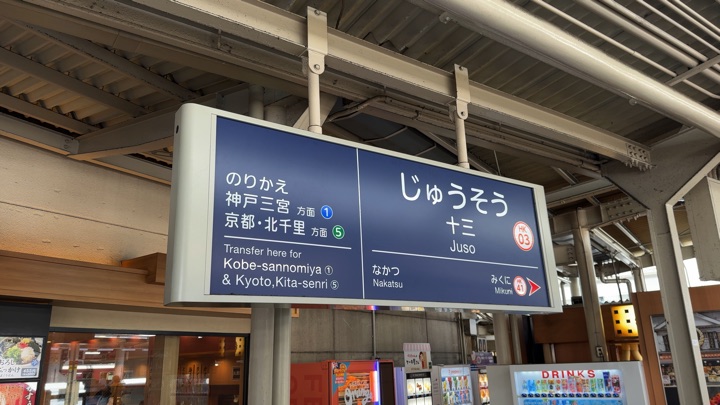 のりかえ
神戸三宮 方面 1
京都・北千里 方面 5
Transfer here for
Kobe-sannomiya ①
& Kyoto,Kita-senri ⑤
じゅうそう
十三
Juso
HK
03
なかつ
Nakatsu
みくに
Mikuni
HK
41
DRINKS